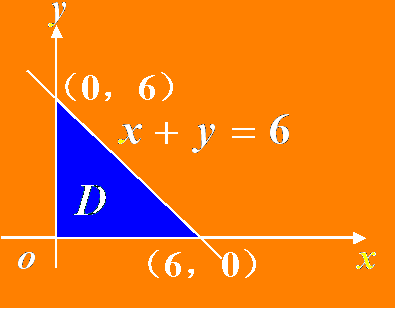 y
(0, 6)
x + y = 6
D
o
(6, 0)
x